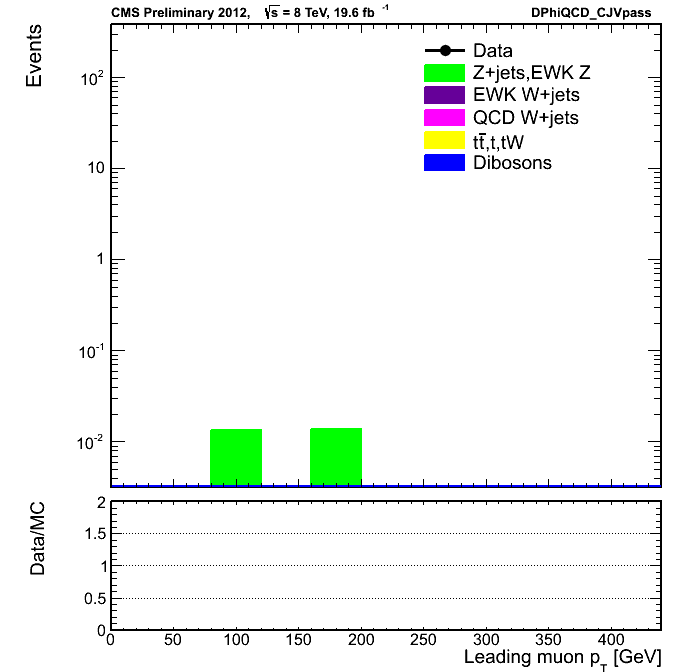 CMS Preliminary 2012, √s = 8 TeV, 19.6 fb⁻¹ DPhiQCD_CJVpass
Events
Data
Z+jets,EWK Z
EWK W+jets
QCD W+jets
tt̅,t,tW
Dibosons
10²
10
1
10⁻¹
10⁻²
Data/MC
2
1.5
1
0.5
0
0 50 100 150 200 250 300 350 400
Leading muon p_T [GeV]